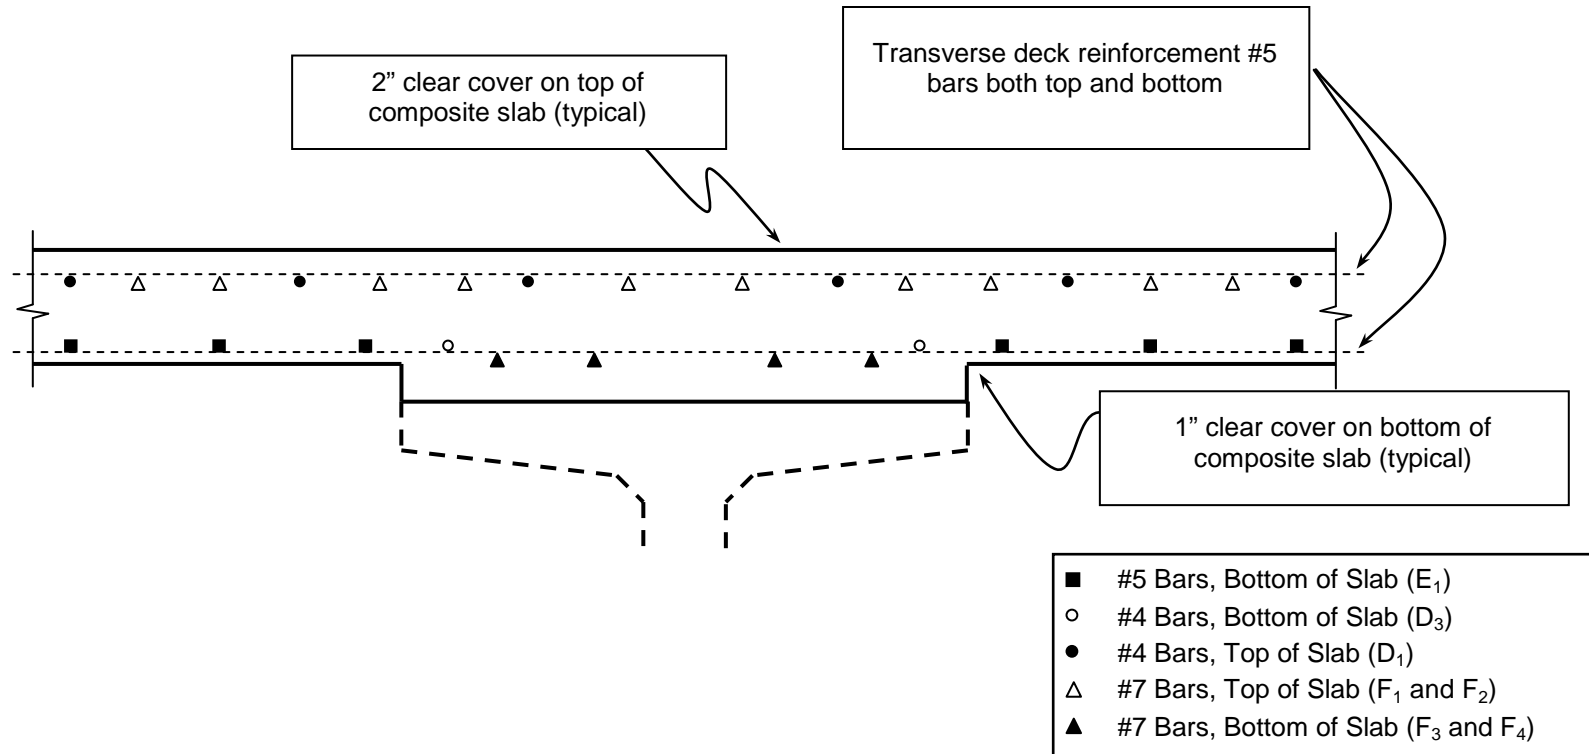 2” clear cover on top of
composite slab (typical)
Transverse deck reinforcement #5
bars both top and bottom
1” clear cover on bottom of
composite slab (typical)
#5 Bars, Bottom of Slab (E₁)
#4 Bars, Bottom of Slab (D₃)
#4 Bars, Top of Slab (D₁)
#7 Bars, Top of Slab (F₁ and F₂)
#7 Bars, Bottom of Slab (F₃ and F₄)